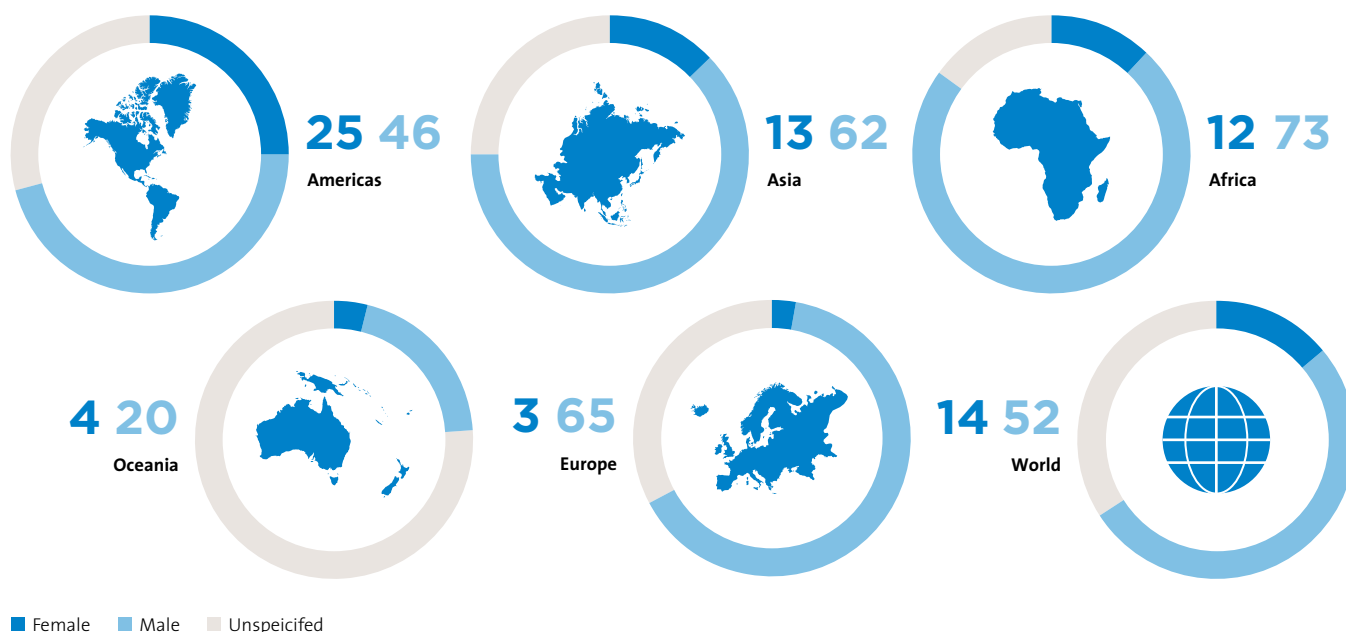 25 46
Americas
13 62
Asia
12 73
Africa
4 20
Oceania
3 65
Europe
14 52
World
Female Male Unspeicifed